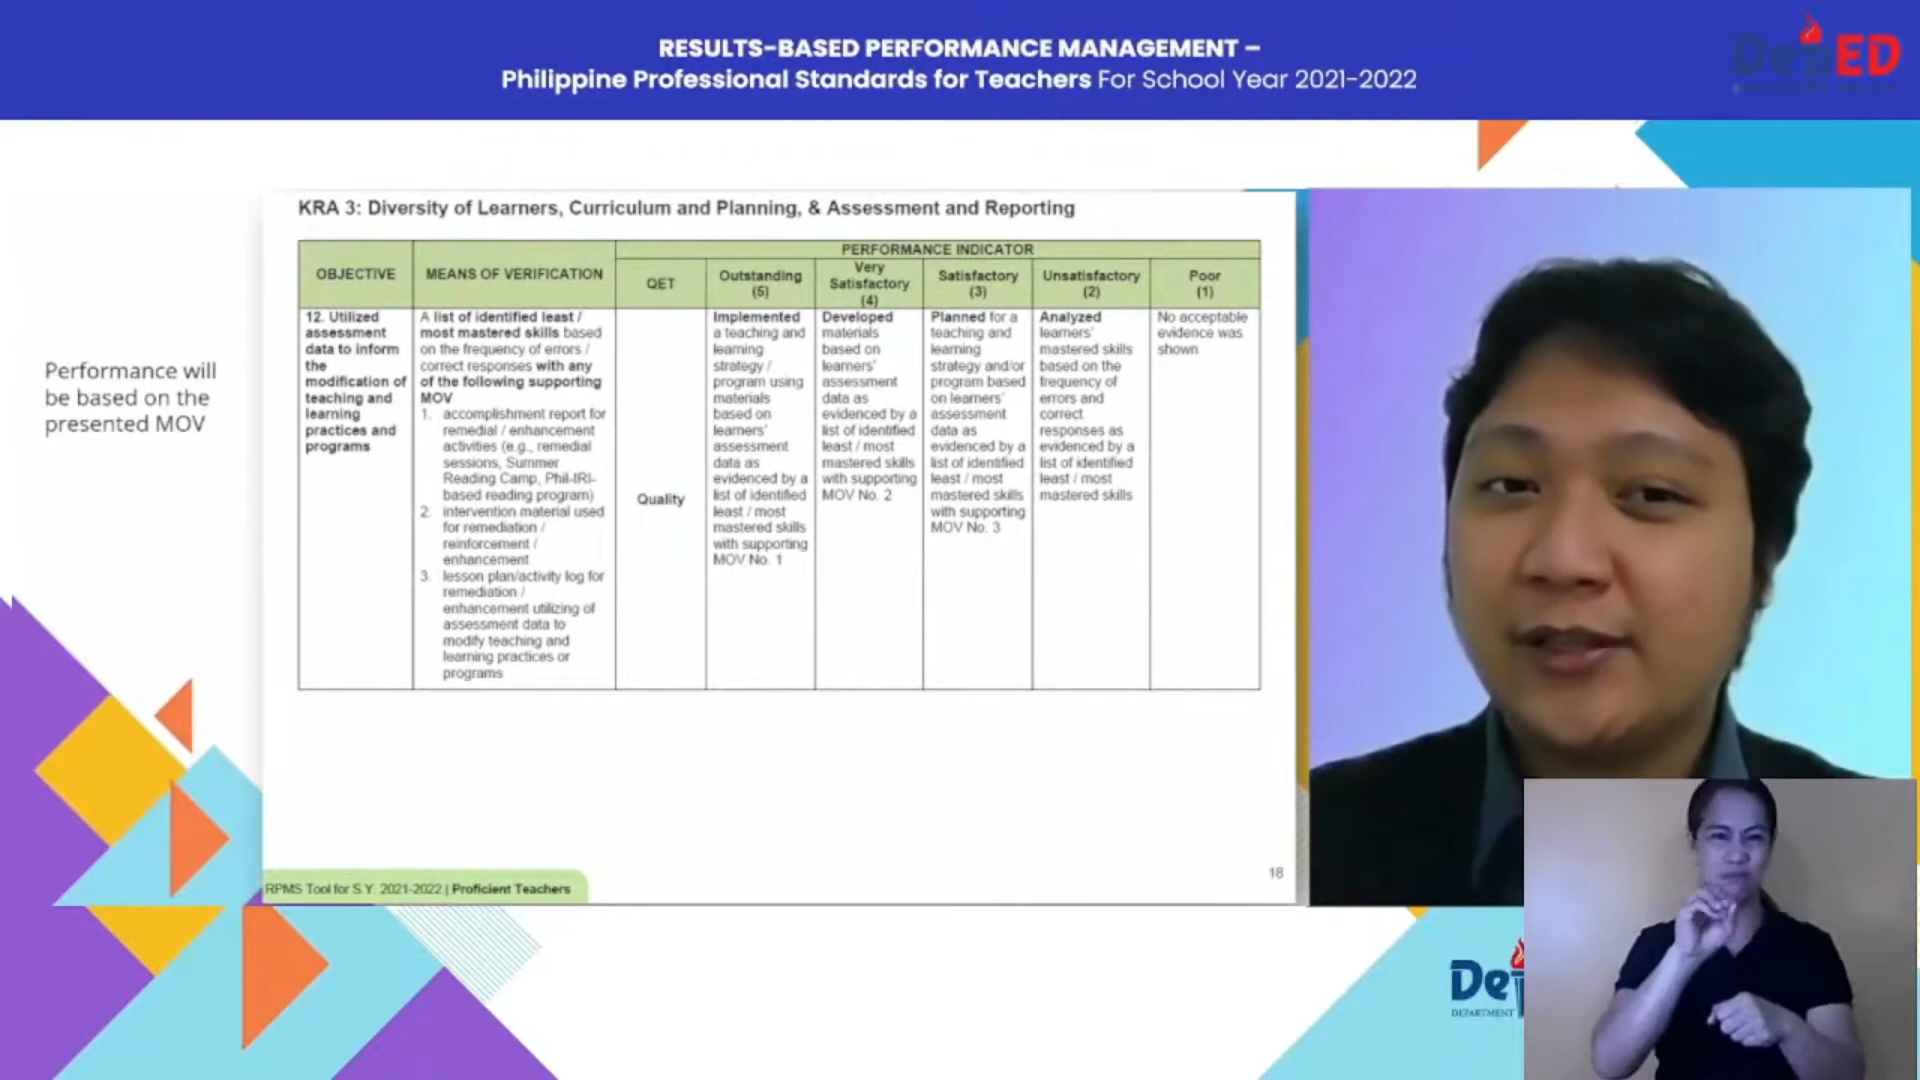 RESULTS-BASED PERFORMANCE MANAGEMENT –
Philippine Professional Standards for Teachers For School Year 2021-2022
DepED
Performance will
be based on the
presented MOV
KRA 3: Diversity of Learners, Curriculum and Planning, & Assessment and Reporting
OBJECTIVE
MEANS OF VERIFICATION
PERFORMANCE INDICATOR
QET
Outstanding
(5)
Very
Satisfactory
(4)
Satisfactory
(3)
Unsatisfactory
(2)
Poor
(1)
12. Utilized
assessment
data to inform
the
modification of
teaching and
learning
practices and
programs
A list of identified least /
most mastered skills based
on the frequency of errors /
correct responses with any
of the following supporting
MOV
1. accomplishment report for
remedial / enhancement
activities (e.g., remedial
sessions, Summer
Reading Camp, Phil-IRI-
based reading program)
2. intervention material used
for remediation /
reinforcement /
enhancement
3. lesson plan/activity log for
remediation /
enhancement utilizing of
assessment data to
modify teaching and
learning practices or
programs
Quality
Implemented
a teaching and
learning
strategy /
program using
materials
based on
learners'
assessment
data as
evidenced by a
list of identified
least / most
mastered skills
with supporting
MOV No. 1
Developed
materials
based on
learners'
assessment
data as
evidenced by a
list of identified
least / most
mastered skills
with supporting
MOV No. 2
Planned for a
teaching and
learning
strategy and/or
program based
on learners'
assessment
data as
evidenced by a
list of identified
least / most
mastered skills
with supporting
MOV No. 3
Analyzed
learners'
mastered skills
based on the
frequency of
errors and
correct
responses as
evidenced by a
list of identified
least / most
mastered skills
No acceptable
evidence was
shown
18
RPMS Tool for S.Y. 2021-2022 | Proficient Teachers
De
DEPARTMENT